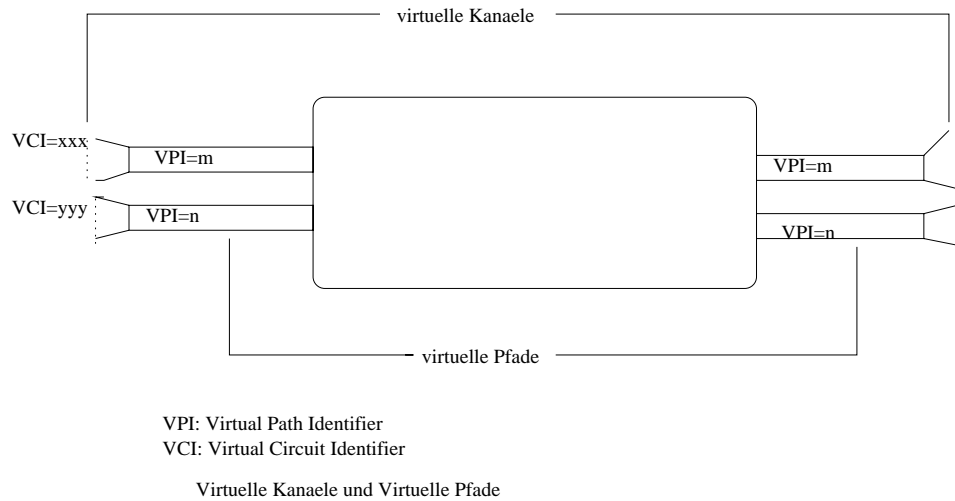 virtuelle Kanaele
VCI=xxx
VPI=m
VPI=m
VCI=yyy
VPI=n
VPI=n
virtuelle Pfade
VPI: Virtual Path Identifier
VCI: Virtual Circuit Identifier
Virtuelle Kanaele und Virtuelle Pfade